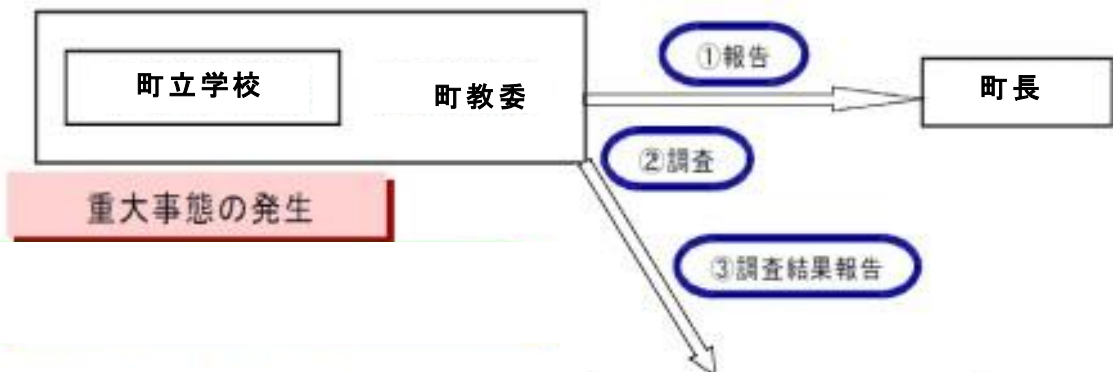 ①報告
町立学校
町教委
町長
②調査
重大事態の発生
③調査結果報告